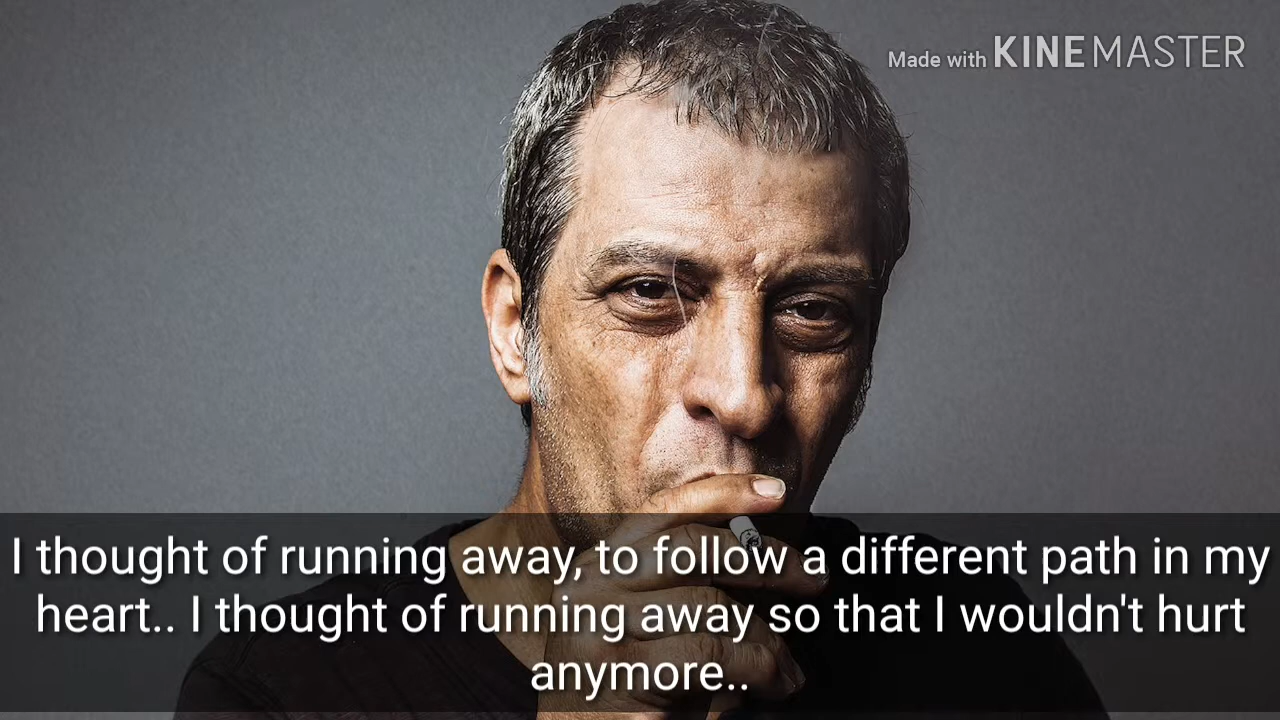 Made with KINEMASTER
I thought of running away, to follow a different path in my
heart.. I thought of running away so that I wouldn't hurt
anymore..